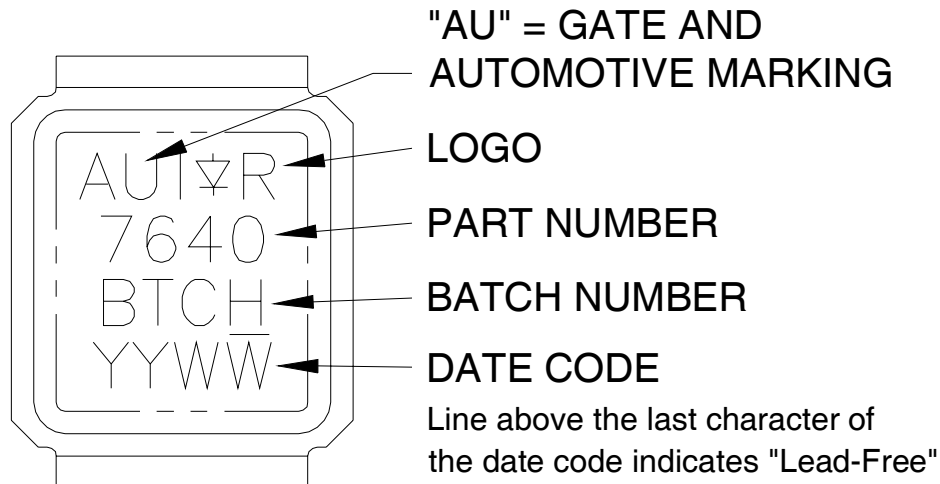 "AU" = GATE AND
AUTOMOTIVE MARKING
AUI R
LOGO
7640
PART NUMBER
BTCH
BATCH NUMBER
YYWW
DATE CODE
Line above the last character of
the date code indicates "Lead-Free"